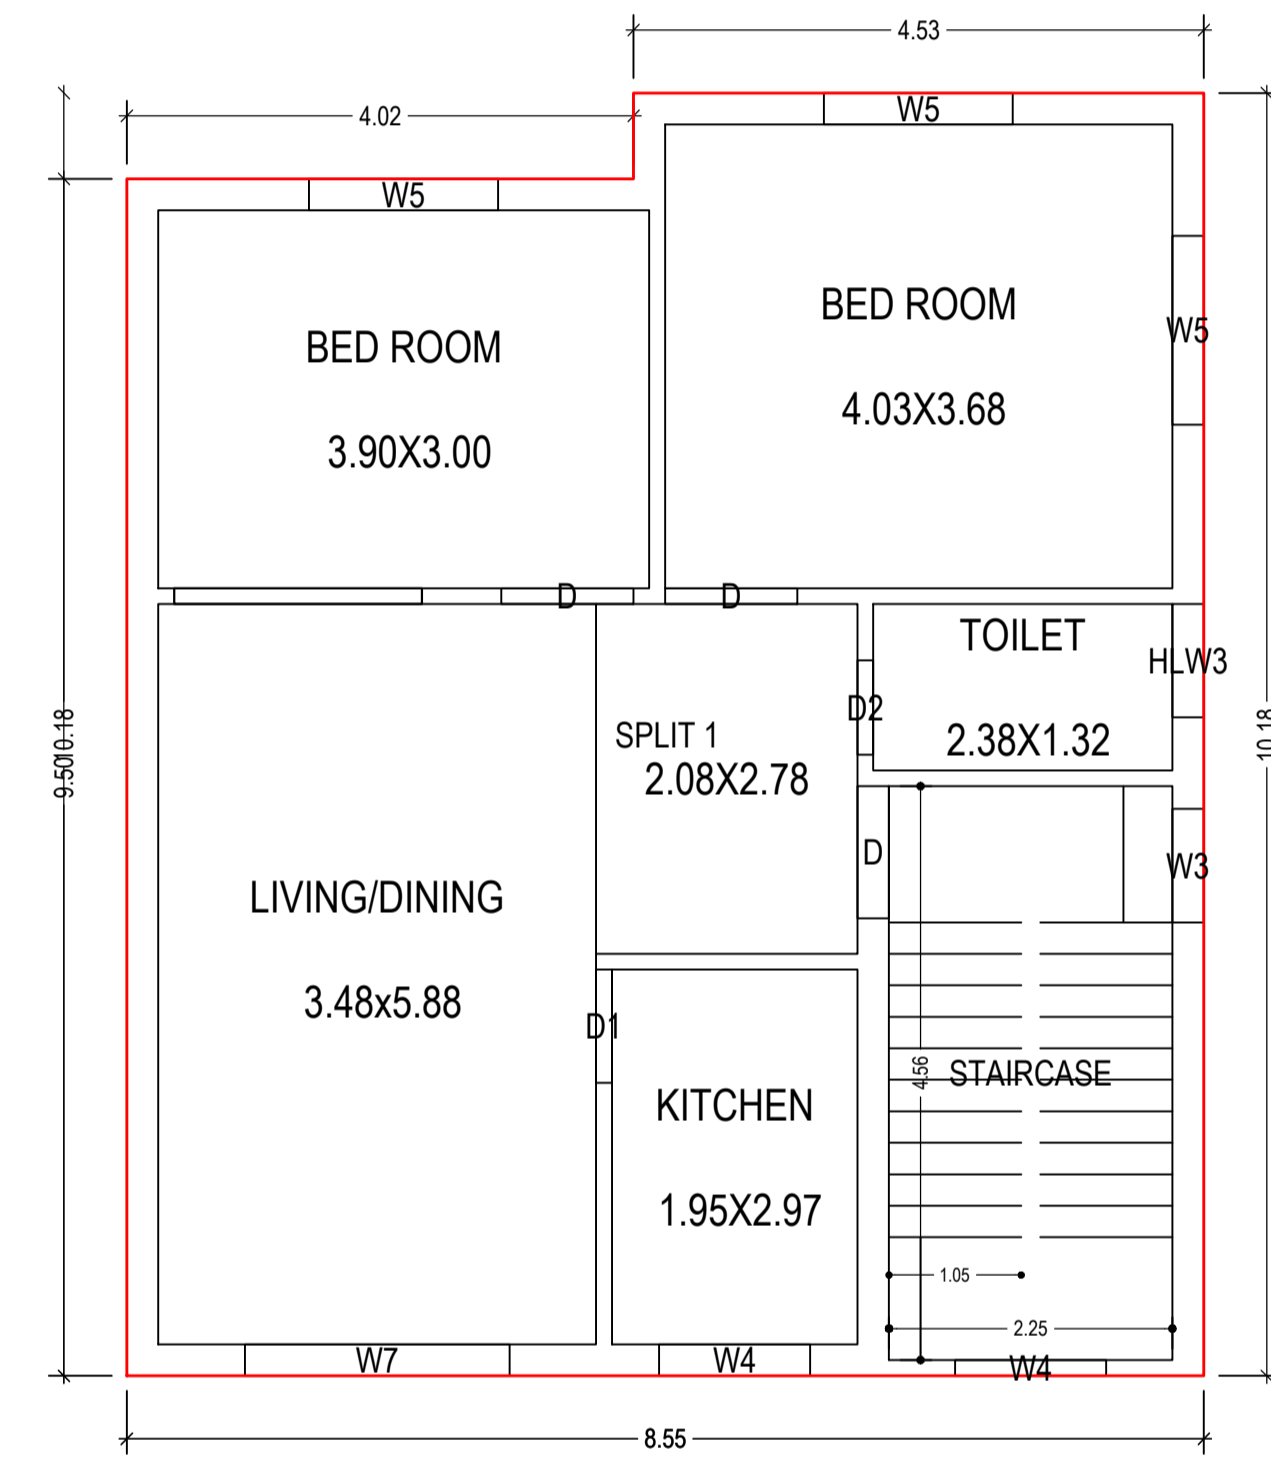 4.53
4.02
W5
W5
BED ROOM
4.03X3.68
W5
BED ROOM
3.90X3.00
D
D
TOILET
2.38X1.32
HLW3
D2
SPLIT 1
2.08X2.78
9.50
10.18
10.18
D
W3
LIVING/DINING
3.48x5.88
D1
4.56
STAIRCASE
KITCHEN
1.95X2.97
1.05
2.25
W7
W4
W4
8.55